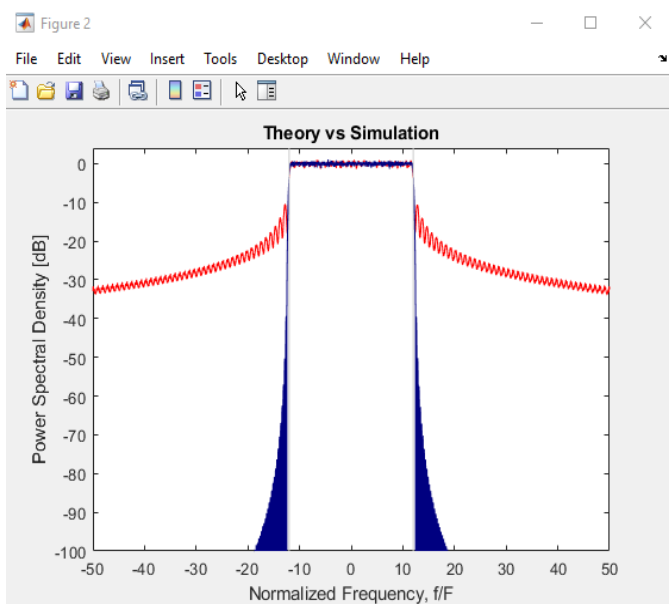 Figure 2
File Edit View Insert Tools Desktop Window Help
Theory vs Simulation
0
-10
-20
-30
-40
-50
-60
-70
-80
-90
-100
Power Spectral Density [dB]
-50 -40 -30 -20 -10 0 10 20 30 40 50
Normalized Frequency, f/F